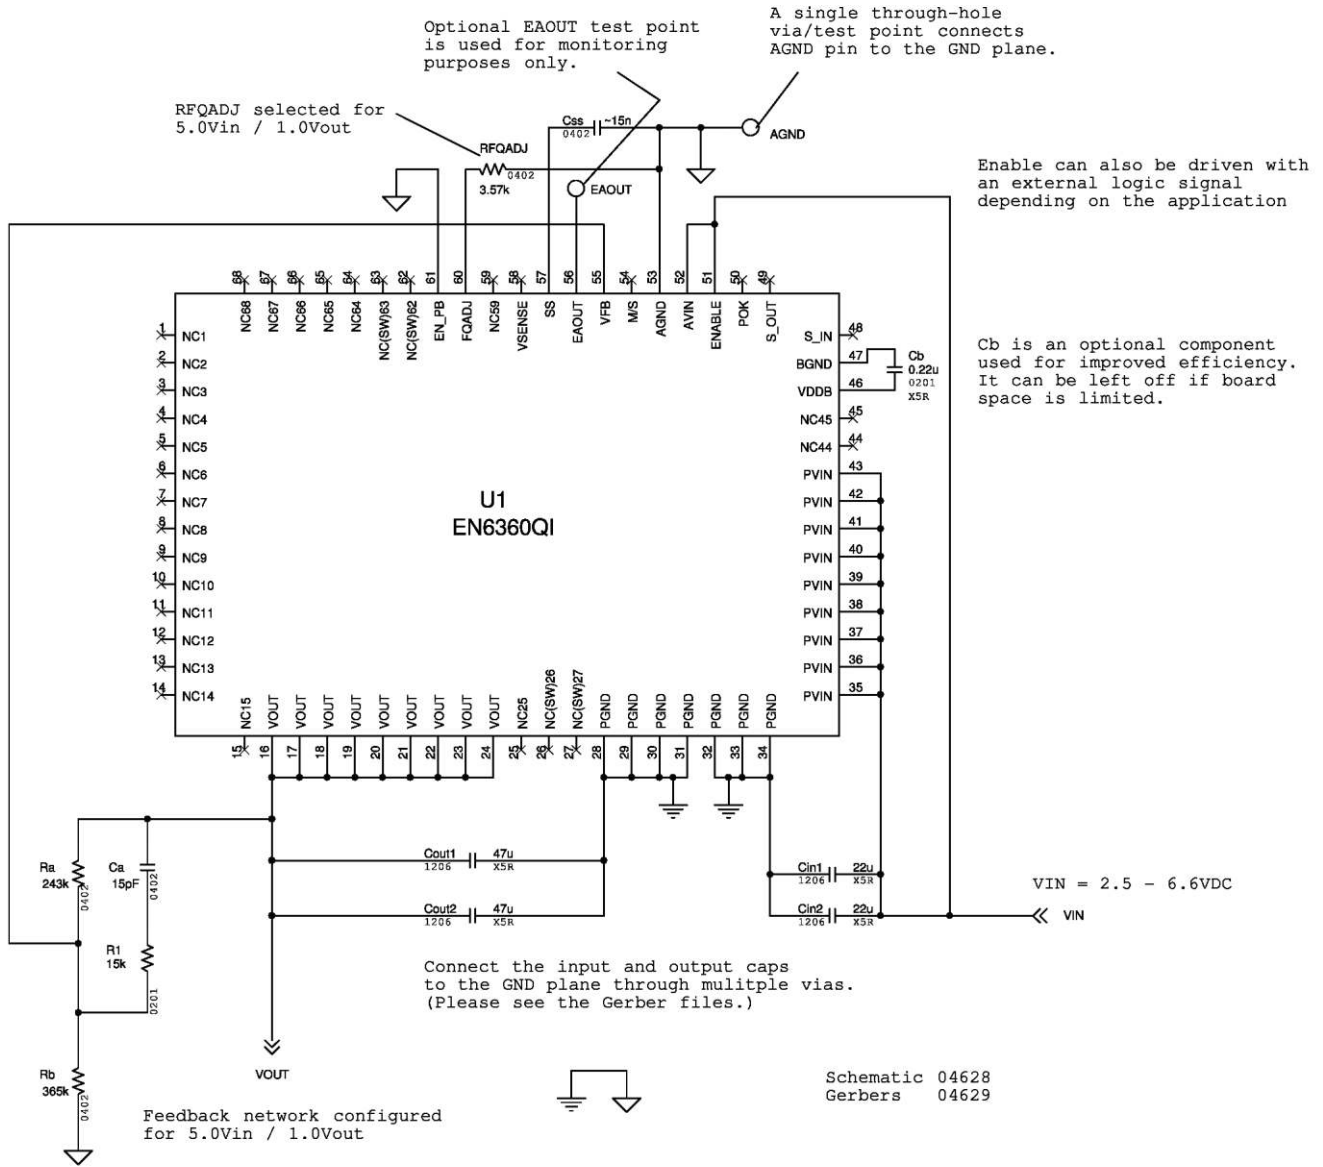 Optional EAOUT test point
is used for monitoring
purposes only.
A single through-hole
via/test point connects
AGND pin to the GND plane.
RFQADJ selected for
5.0Vin / 1.0Vout
Css
~15n
0402
AGND
RFQADJ
0402
3.57k
EAOUT
Enable can also be driven with
an external logic signal
depending on the application
68 67 66 65 64 63 62 61 60 59 58 57 56 55 54 53 52 51 50 49
NC68 NC67 NC66 NC65 NC64 NC(SW)63 NC(SW)62 EN_PB FQADJ NC59 VSENSE SS EAOUT VFB M/S AGND AVIN ENABLE POK S_OUT
1 NC1
2 NC2
3 NC3
4 NC4
5 NC5
6 NC6
7 NC7
8 NC8
9 NC9
10 NC10
11 NC11
12 NC12
13 NC13
14 NC14
U1
EN6360QI
S_IN 48
BGND 47
VDDB 46
NC45 45
NC44 44
PVIN 43
PVIN 42
PVIN 41
PVIN 40
PVIN 39
PVIN 38
PVIN 37
PVIN 36
PVIN 35
Cb
0.22u
0201
X5R
Cb is an optional component
used for improved efficiency.
It can be left off if board
space is limited.
NC15 VOUT VOUT VOUT VOUT VOUT VOUT VOUT VOUT VOUT NC25 NC(SW)26 NC(SW)27 PGND PGND PGND PGND PGND PGND PGND
15 16 17 18 19 20 21 22 23 24 25 26 27 28 29 30 31 32 33 34
Ra
243k
0402
Ca
15pF
0402
R1
15k
0201
Rb
365k
0402
Cout1 47u
1206 X5R
Cout2 47u
1206 X5R
Cin1 22u
1206 X5R
Cin2 22u
1206 X5R
VIN = 2.5 - 6.6VDC
VIN
Connect the input and output caps
to the GND plane through mulitple vias.
(Please see the Gerber files.)
VOUT
Feedback network configured
for 5.0Vin / 1.0Vout
Schematic 04628
Gerbers 04629